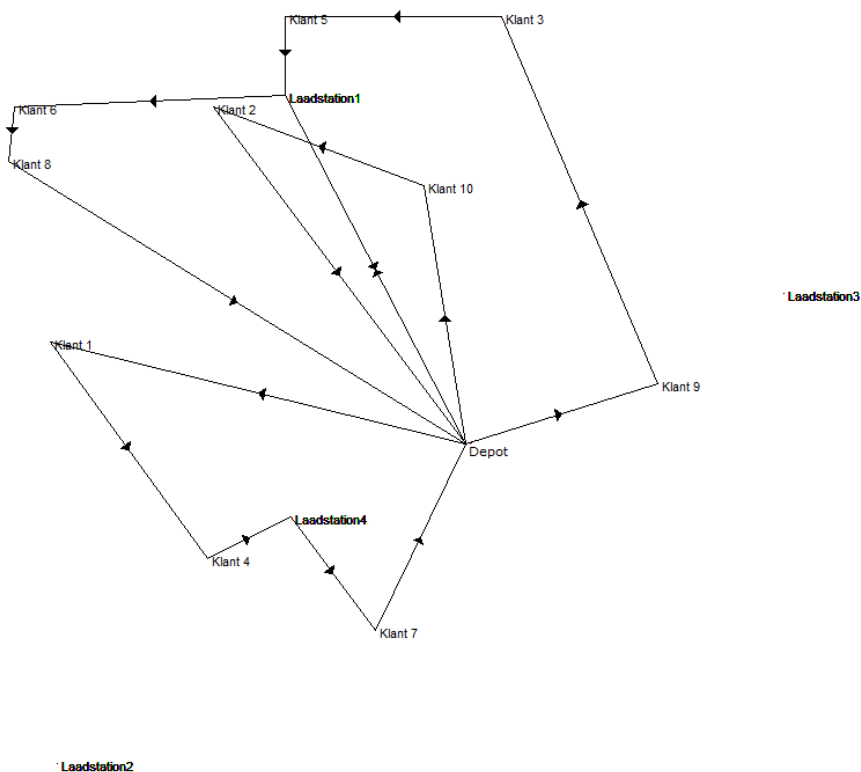 Klant 5
Klant 3
Laadstation1
Klant 6
Klant 2
Klant 8
Klant 10
Laadstation3
Klant 1
Klant 9
Depot
Laadstation4
Klant 4
Klant 7
Laadstation2